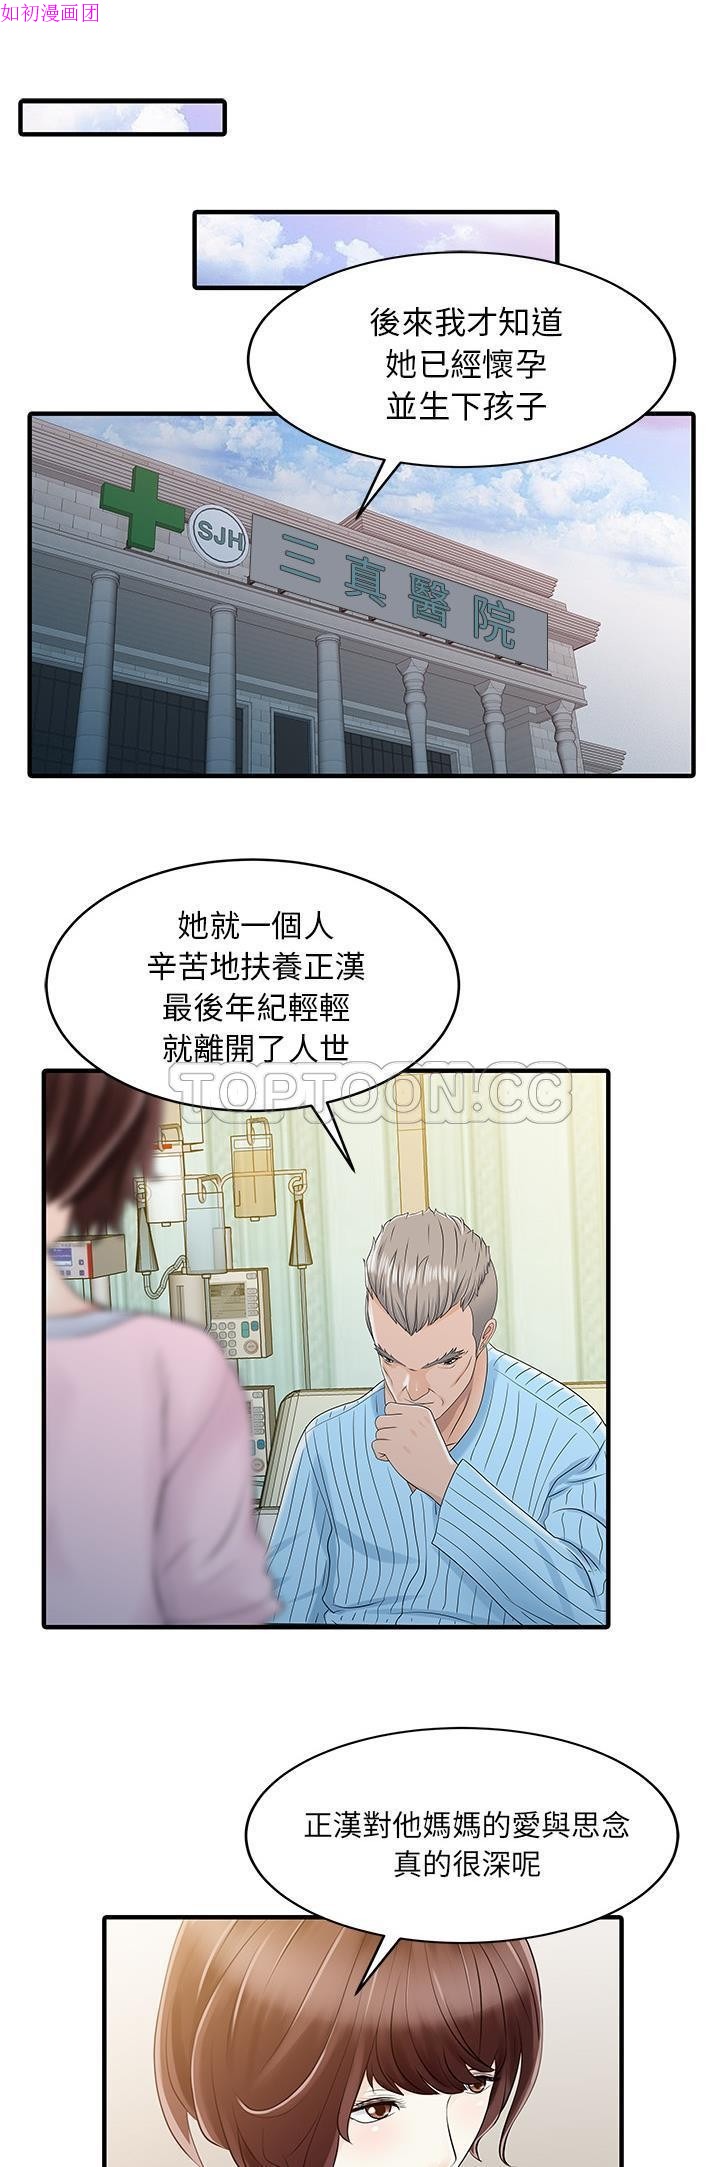 如初漫画团
後來我才知道
她已經懷孕
並生下孩子
SJH
三真醫院
她就一個人
辛苦地扶養正漢
最後年紀輕輕
就離開了人世
TOPTOON.CC
正漢對他媽媽的愛與思念
真的很深呢